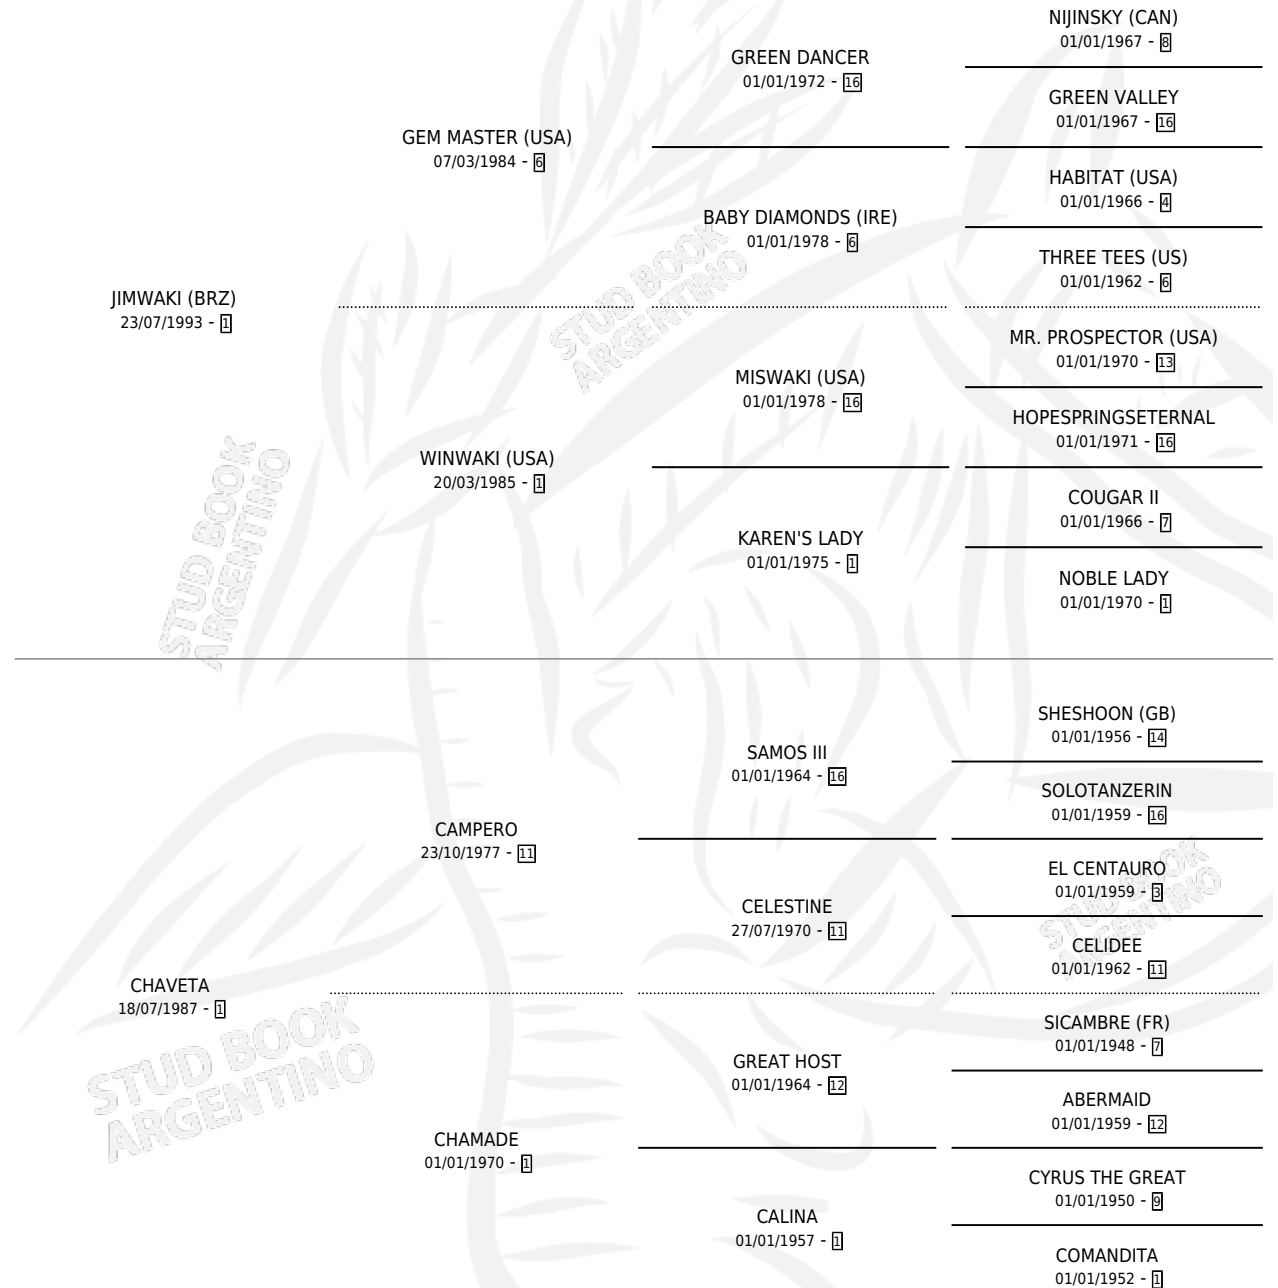 NIJINSKY (CAN)
01/01/1967 - 8
GREEN DANCER
01/01/1972 - 16
GREEN VALLEY
01/01/1967 - 16
GEM MASTER (USA)
07/03/1984 - 6
HABITAT (USA)
01/01/1966 - 4
BABY DIAMONDS (IRE)
01/01/1978 - 6
THREE TEES (US)
01/01/1962 - 6
JIMWAKI (BRZ)
23/07/1993 - 1
MR. PROSPECTOR (USA)
01/01/1970 - 13
MISWAKI (USA)
01/01/1978 - 16
HOPESPRINGSETERNAL
01/01/1971 - 16
WINWAKI (USA)
20/03/1985 - 1
COUGAR II
01/01/1966 - 7
KAREN'S LADY
01/01/1975 - 1
NOBLE LADY
01/01/1970 - 1
SHESHOON (GB)
01/01/1956 - 14
SAMOS III
01/01/1964 - 16
SOLOTANZERIN
01/01/1959 - 16
CAMPERO
23/10/1977 - 11
EL CENTAURO
01/01/1959 - 3
CELESTINE
27/07/1970 - 11
CELIDEE
01/01/1962 - 11
CHAVETA
18/07/1987 - 1
SICAMBRE (FR)
01/01/1948 - 7
GREAT HOST
01/01/1964 - 12
ABERMAID
01/01/1959 - 12
CHAMADE
01/01/1970 - 1
CYRUS THE GREAT
01/01/1950 - 9
CALINA
01/01/1957 - 1
COMANDITA
01/01/1952 - 1
STUD BOOK
ARGENTINO
STUD BOOK
ARGENTINO
STUD BOOK
ARGENTINO
STUD BOOK
ARGENTINO